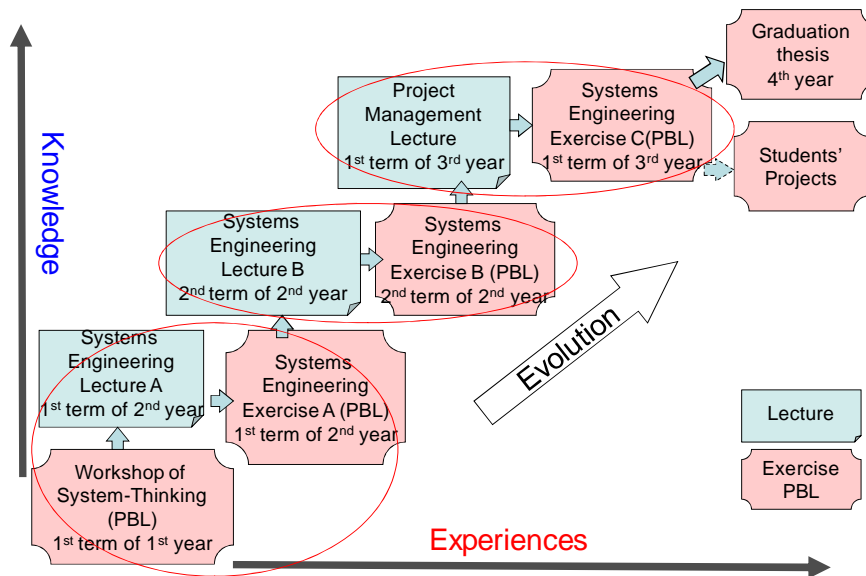 Graduation
thesis
4th year
Project
Management
Lecture
1st term of 3rd year
Systems
Engineering
Exercise C(PBL)
1st term of 3rd year
Students’
Projects
Knowledge
Systems
Engineering
Lecture B
2nd term of 2nd year
Systems
Engineering
Exercise B (PBL)
2nd term of 2nd year
Evolution
Systems
Engineering
Lecture A
1st term of 2nd year
Systems
Engineering
Exercise A (PBL)
1st term of 2nd year
Lecture
Exercise
PBL
Workshop of
System-Thinking
(PBL)
1st term of 1st year
Experiences